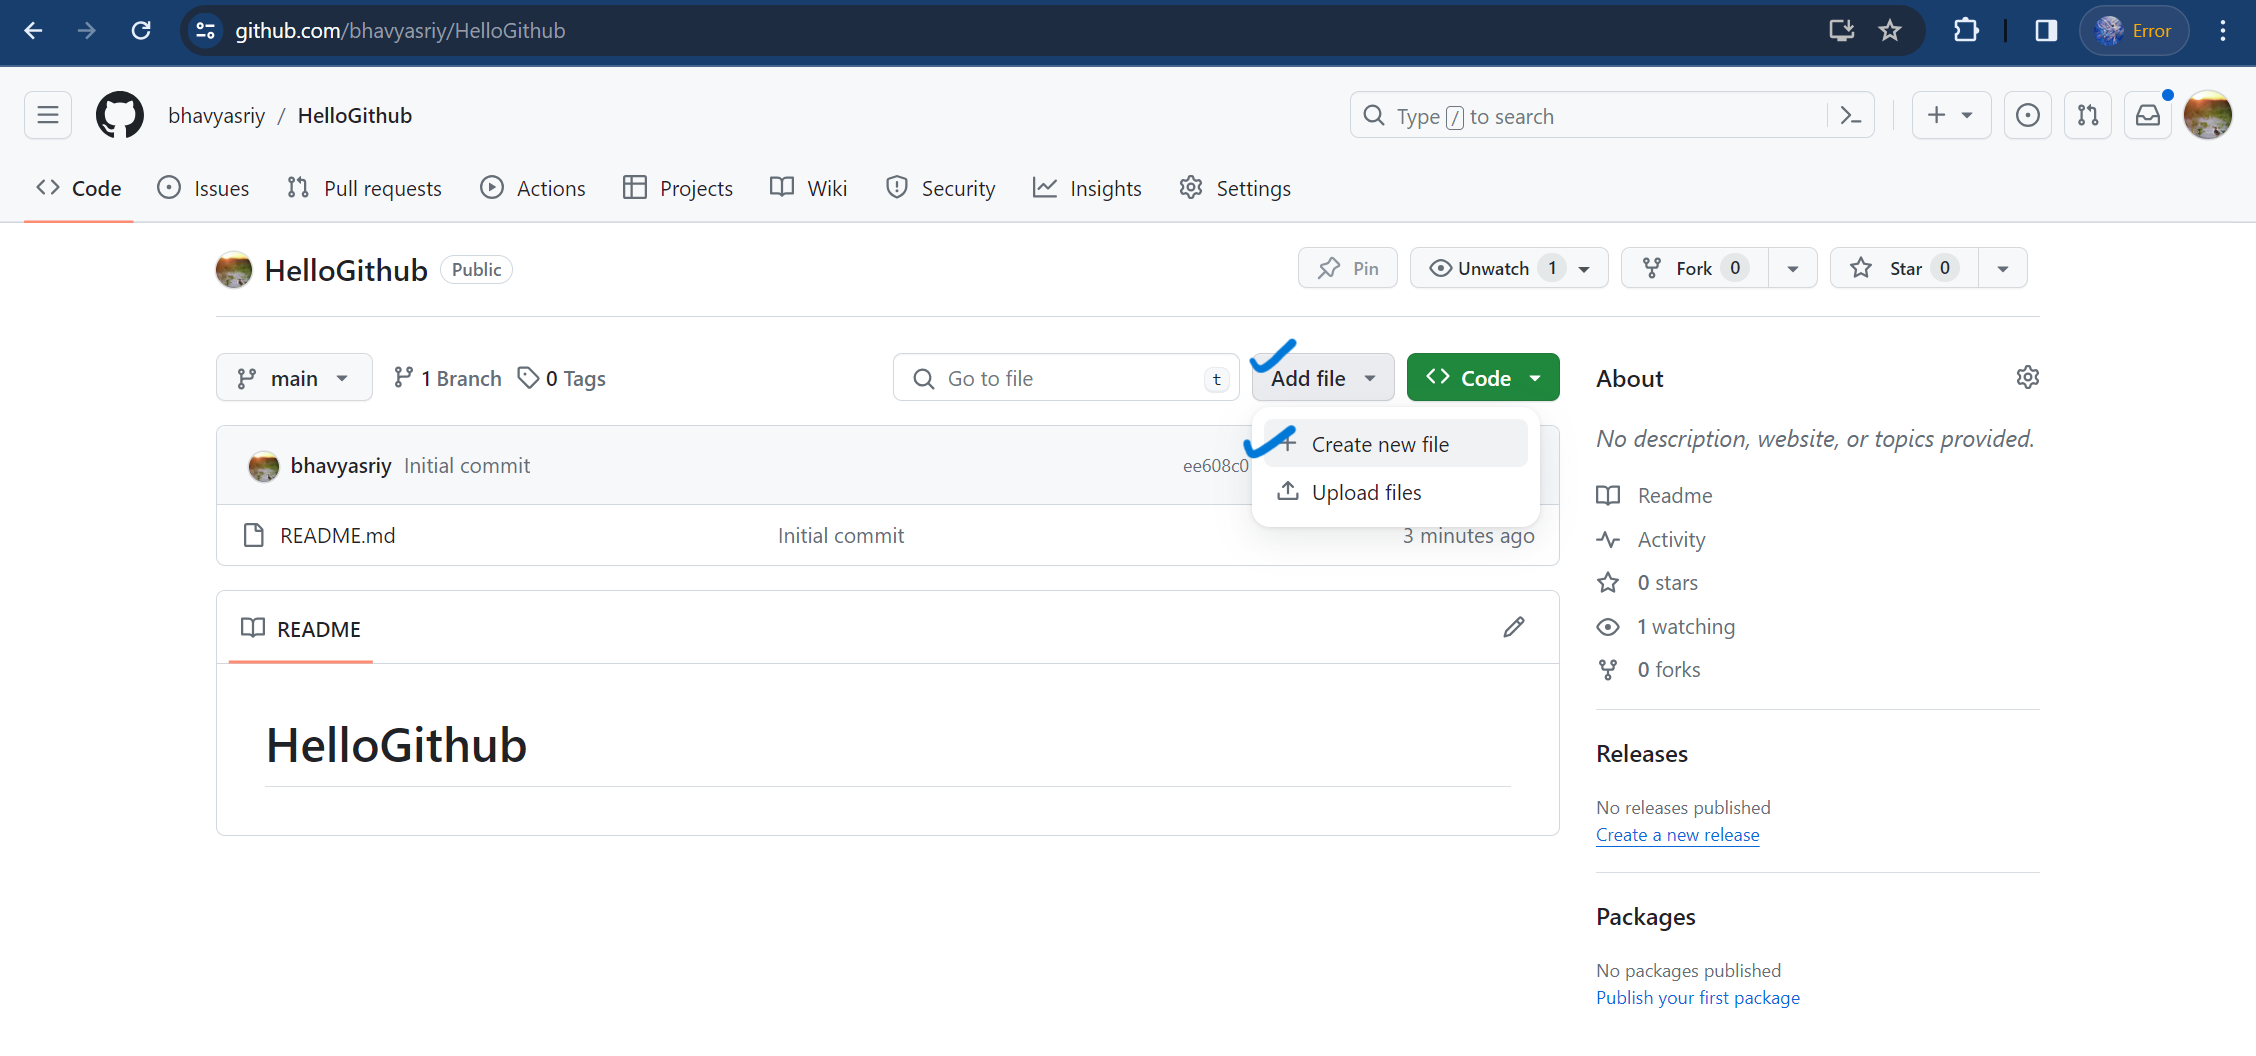 github.com/bhavyasriy/HelloGithub
Error
bhavyasriy / HelloGithub
Type / to search
Code Issues Pull requests Actions Projects Wiki Security Insights Settings
HelloGithub Public
Pin Unwatch 1 Fork 0 Star 0
main 1 Branch 0 Tags Go to file t Add file Code
Create new file
Upload files
bhavyasriy Initial commit ee608c0
README.md Initial commit 3 minutes ago
README
HelloGithub
About
No description, website, or topics provided.
Readme
Activity
0 stars
1 watching
0 forks
Releases
No releases published
Create a new release
Packages
No packages published
Publish your first package